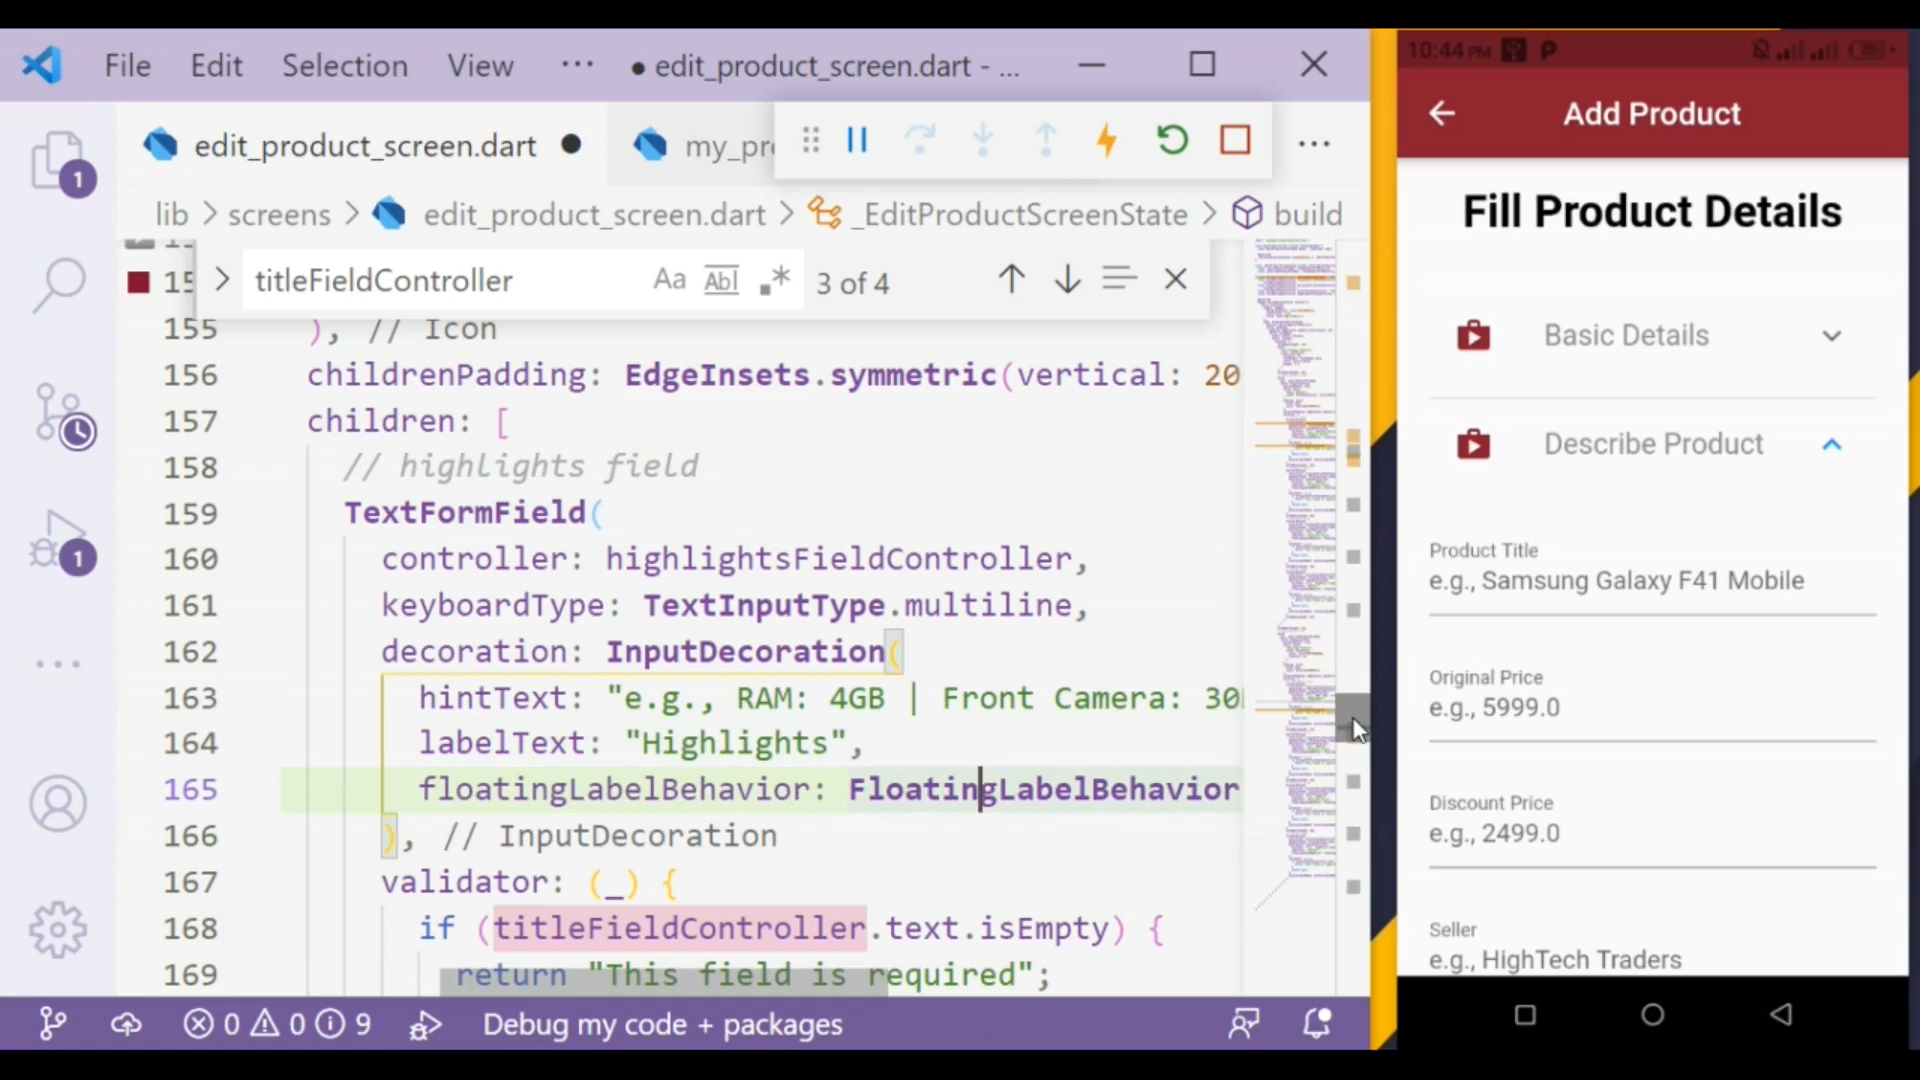 File Edit Selection View ··· ● edit_product_screen.dart - ...
edit_product_screen.dart ● my_pr
lib > screens > edit_product_screen.dart > _EditProductScreenState > build
titleFieldController Aa Abl .* 3 of 4
155 ), // Icon
156 childrenPadding: EdgeInsets.symmetric(vertical: 20
157 children: [
158 // highlights field
159 TextFormField(
160 controller: highlightsFieldController,
161 keyboardType: TextInputType.multiline,
162 decoration: InputDecoration(
163 hintText: "e.g., RAM: 4GB | Front Camera: 30
164 labelText: "Highlights",
165 floatingLabelBehavior: FloatingLabelBehavior
166 ), // InputDecoration
167 validator: (_) {
168 if (titleFieldController.text.isEmpty) {
169 return "This field is required";
1
1
0 0 9 Debug my code + packages
10:44 PM
Add Product
Fill Product Details
Basic Details
Describe Product
Product Title
e.g., Samsung Galaxy F41 Mobile
Original Price
e.g., 5999.0
Discount Price
e.g., 2499.0
Seller
e.g., HighTech Traders